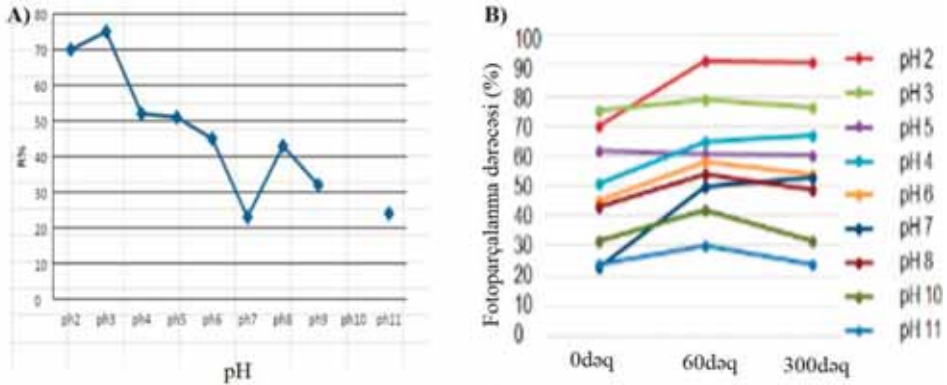 A)
80
70
60
50
40
30
20
10
0
R%
ph2 ph3 ph4 ph5 ph6 ph7 ph8 ph9 ph10 ph11
pH
B)
100
90
80
70
60
50
40
30
20
10
0
Fotoparçalanma dərəcəsi (%)
0dəq 60dəq 300dəq
pH 2
pH 3
pH 5
pH 4
pH 6
pH 7
pH 8
pH 10
pH 11